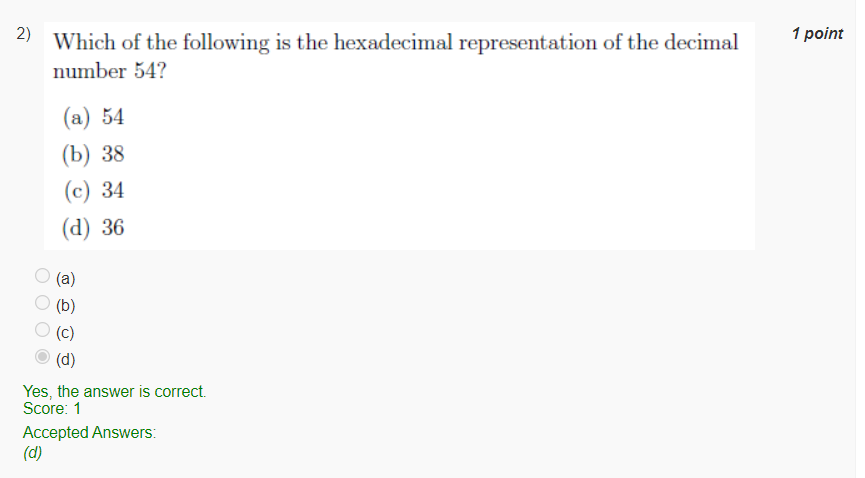 2)
Which of the following is the hexadecimal representation of the decimal
number 54?
1 point
(a) 54
(b) 38
(c) 34
(d) 36
(a)
(b)
(c)
(d)
Yes, the answer is correct.
Score: 1
Accepted Answers:
(d)